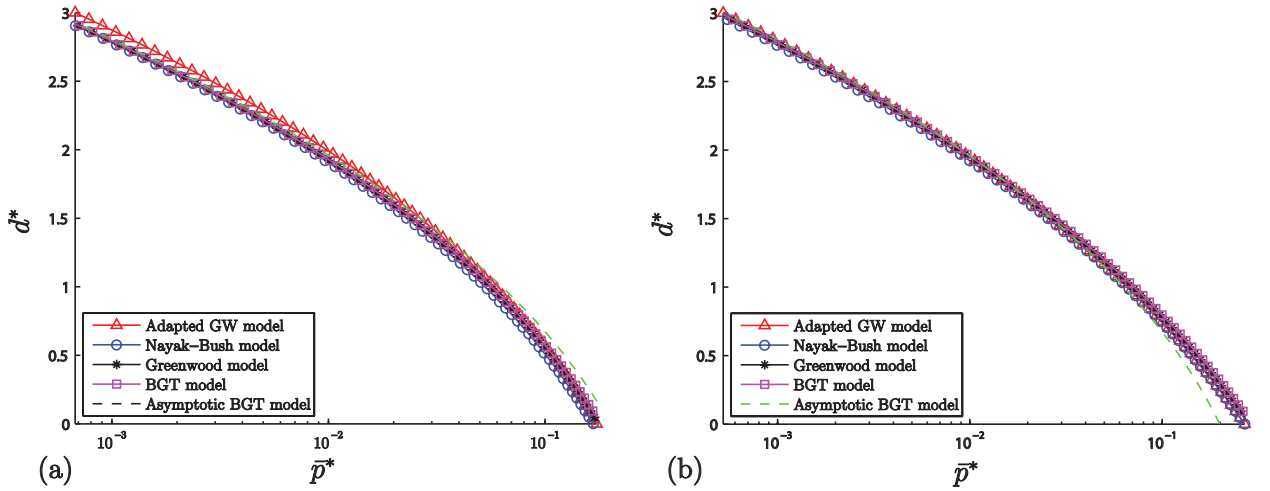 3
2.5
2
1.5
1
0.5
0
d*
Adapted GW model
Nayak−Bush model
Greenwood model
BGT model
Asymptotic BGT model
10⁻³
10⁻²
10⁻¹
(a)
p̄*
3
2.5
2
1.5
1
0.5
0
d*
Adapted GW model
Nayak−Bush model
Greenwood model
BGT model
Asymptotic BGT model
10⁻³
10⁻²
10⁻¹
(b)
p̄*